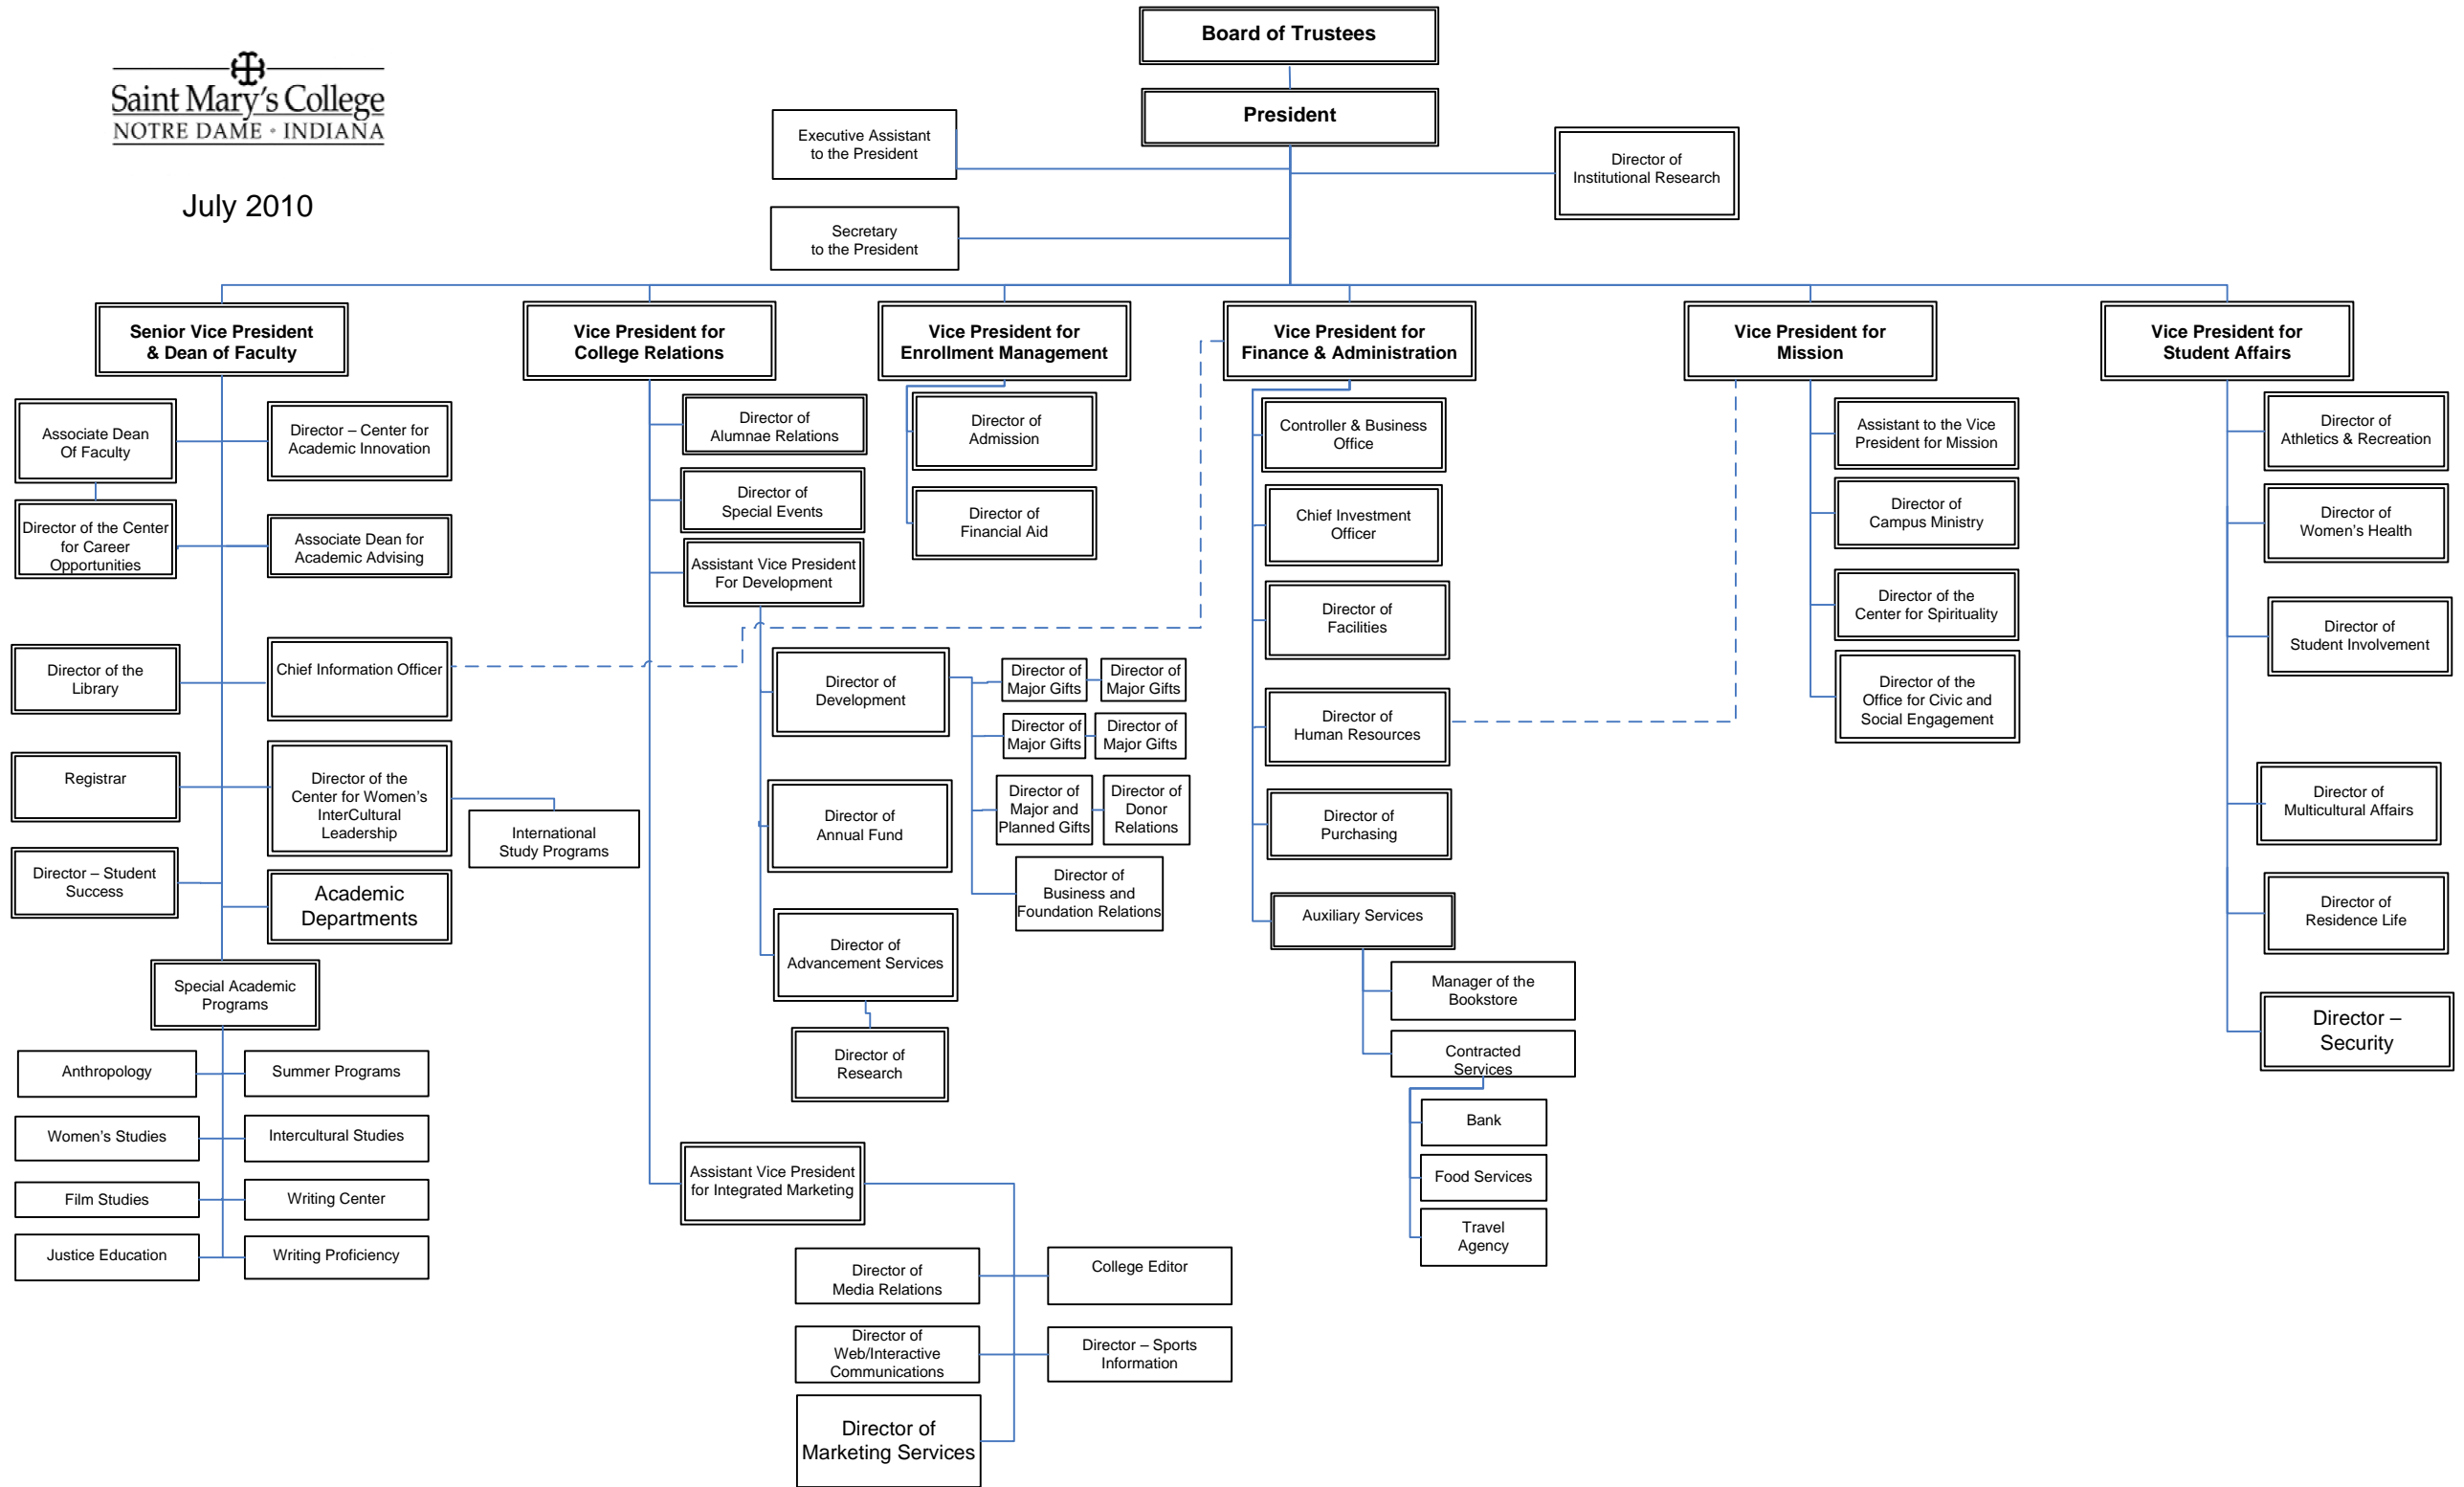 Saint Mary's College
NOTRE DAME • INDIANA
July 2010
Board of Trustees
President
Executive Assistant
to the President
Director of
Institutional Research
Secretary
to the President
Senior Vice President
& Dean of Faculty
Associate Dean
Of Faculty
Director – Center for
Academic Innovation
Director of the Center
for Career
Opportunities
Associate Dean for
Academic Advising
Director of the
Library
Chief Information Officer
Registrar
Director of the
Center for Women's
InterCultural
Leadership
International
Study Programs
Director – Student
Success
Academic
Departments
Special Academic
Programs
Anthropology
Summer Programs
Women's Studies
Intercultural Studies
Film Studies
Writing Center
Justice Education
Writing Proficiency
Vice President for
College Relations
Director of
Alumnae Relations
Director of
Special Events
Assistant Vice President
For Development
Director of
Development
Director of
Major Gifts
Director of
Major Gifts
Director of
Major Gifts
Director of
Major Gifts
Director of
Major and
Planned Gifts
Director of
Donor
Relations
Director of
Business and
Foundation Relations
Director of
Annual Fund
Director of
Advancement Services
Director of
Research
Assistant Vice President
for Integrated Marketing
Director of
Media Relations
College Editor
Director of
Web/Interactive
Communications
Director – Sports
Information
Director of
Marketing Services
Vice President for
Enrollment Management
Director of
Admission
Director of
Financial Aid
Vice President for
Finance & Administration
Controller & Business
Office
Chief Investment
Officer
Director of
Facilities
Director of
Human Resources
Director of
Purchasing
Auxiliary Services
Manager of the
Bookstore
Contracted
Services
Bank
Food Services
Travel
Agency
Vice President for
Mission
Assistant to the Vice
President for Mission
Director of
Campus Ministry
Director of the
Center for Spirituality
Director of the
Office for Civic and
Social Engagement
Vice President for
Student Affairs
Director of
Athletics & Recreation
Director of
Women's Health
Director of
Student Involvement
Director of
Multicultural Affairs
Director of
Residence Life
Director –
Security